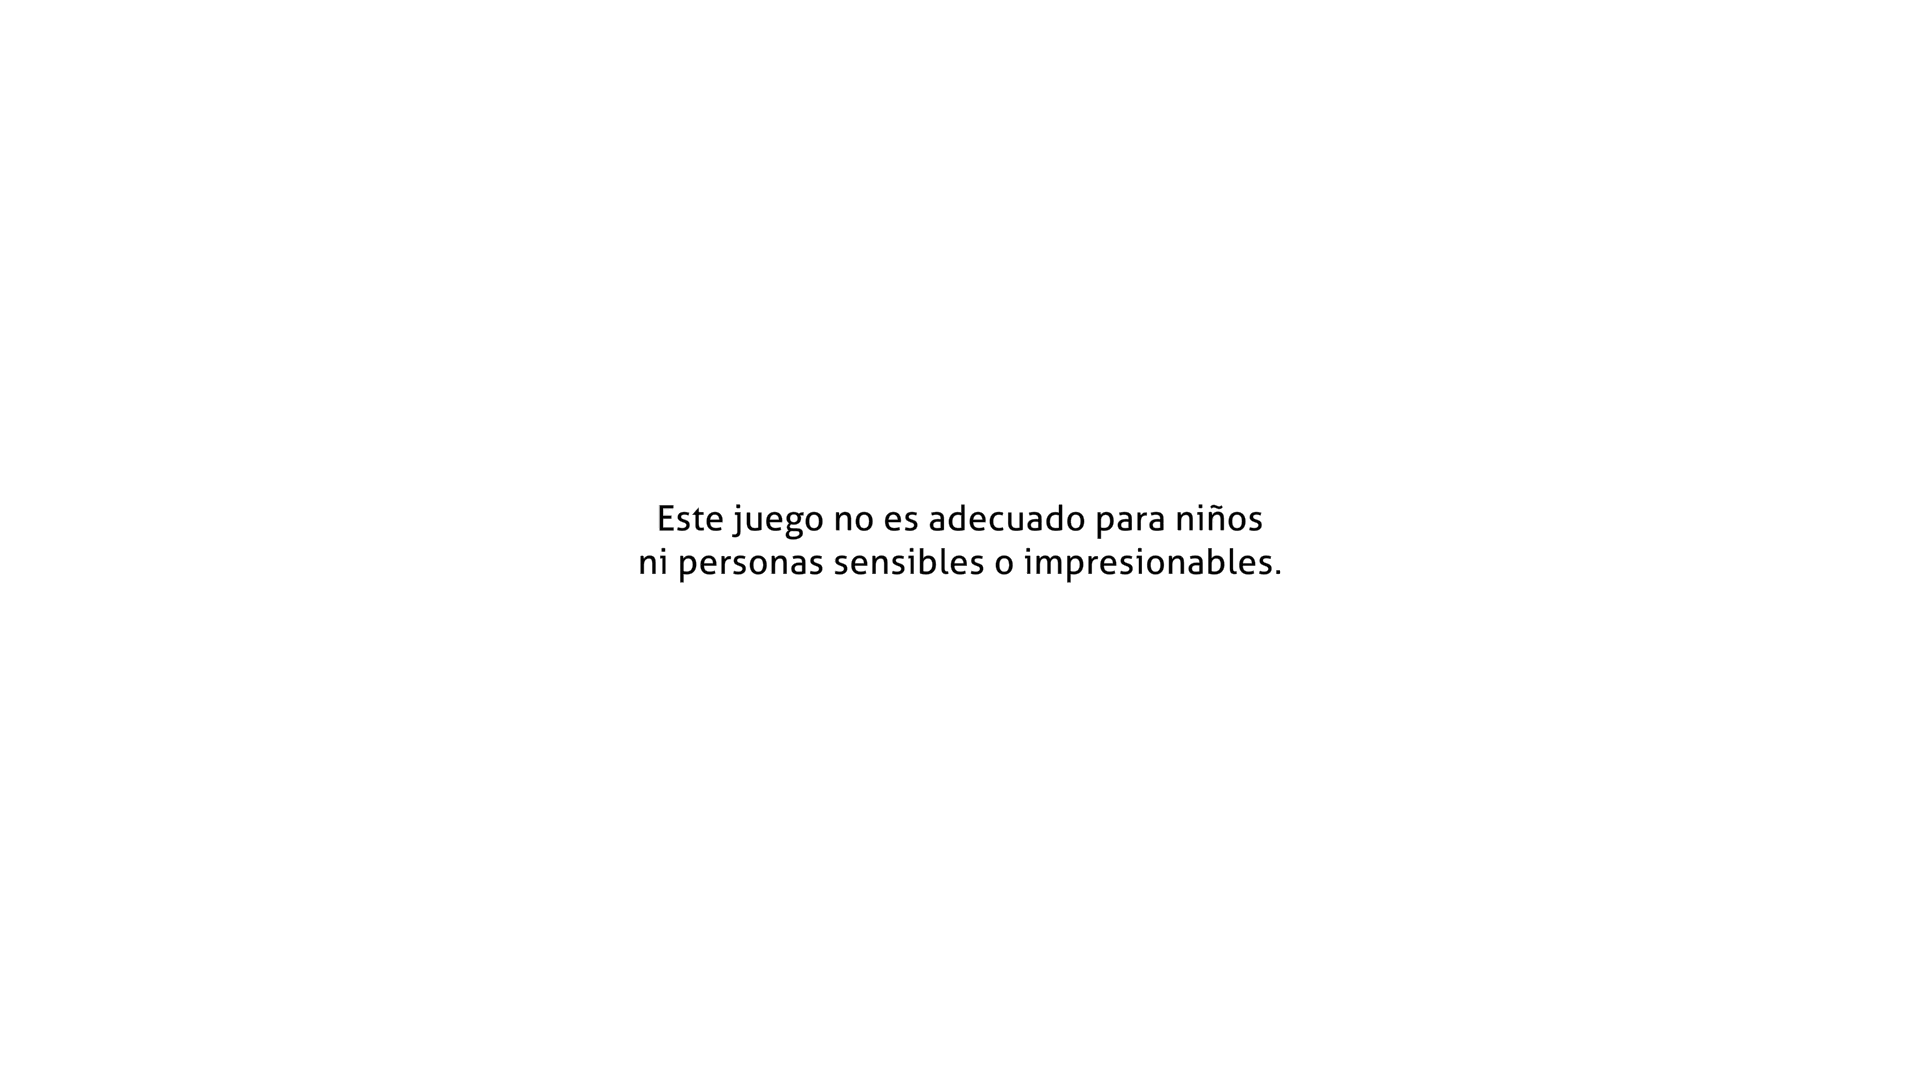 Este juego no es adecuado para niños
ni personas sensibles o impresionables.